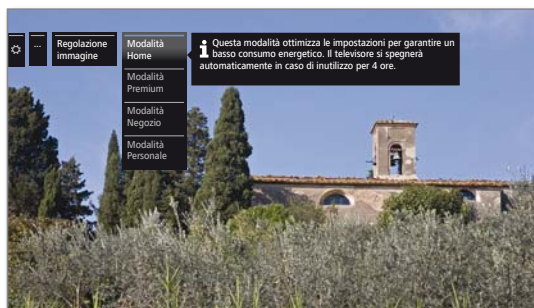 ...
Regolazione
immagine
Modalità
Home
Questa modalità ottimizza le impostazioni per garantire un
basso consumo energetico. Il televisore si spegnerà
automaticamente in caso di inutilizzo per 4 ore.
Modalità
Premium
Modalità
Negozio
Modalità
Personale